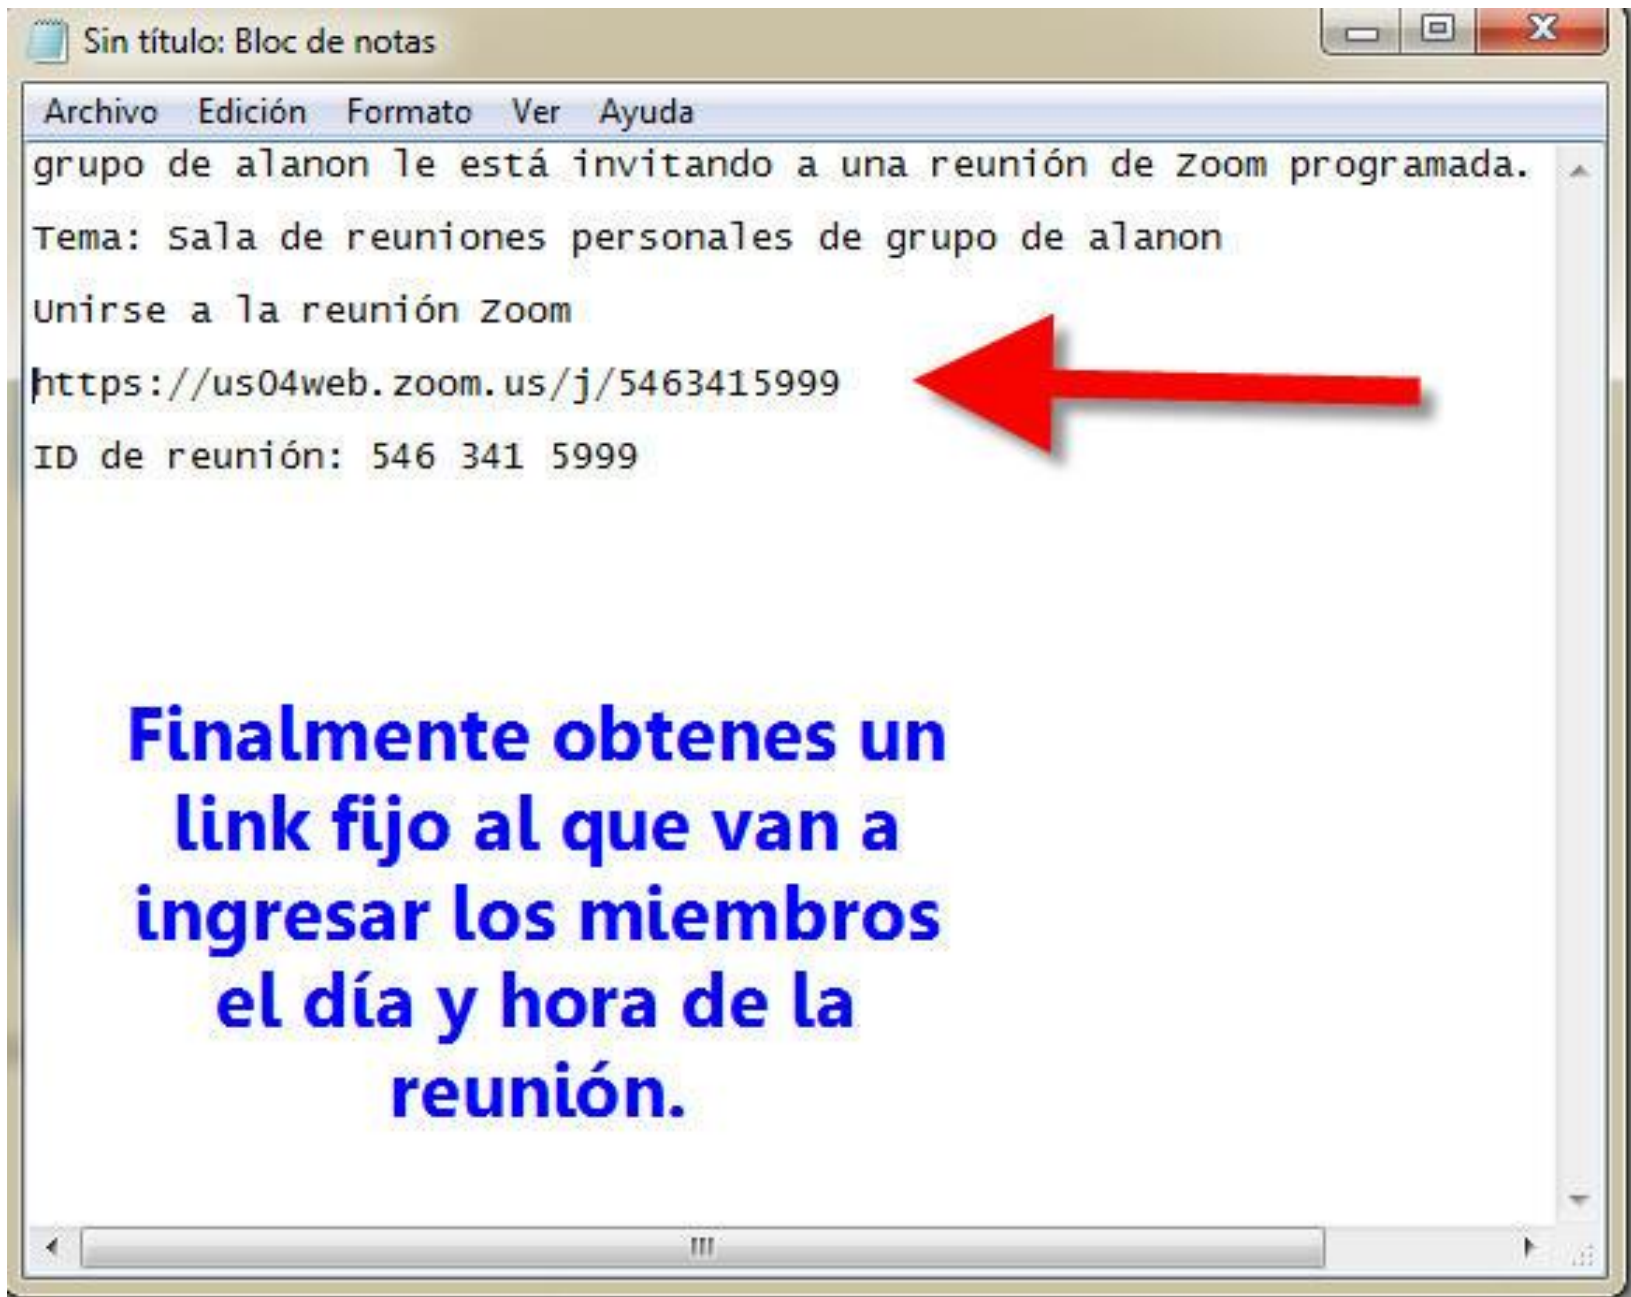 Sin título: Bloc de notas
Archivo Edición Formato Ver Ayuda
grupo de alanon le está invitando a una reunión de Zoom programada.
Tema: Sala de reuniones personales de grupo de alanon
Unirse a la reunión Zoom
https://us04web.zoom.us/j/5463415999
ID de reunión: 546 341 5999
Finalmente obtenes un
link fijo al que van a
ingresar los miembros
el día y hora de la
reunión.